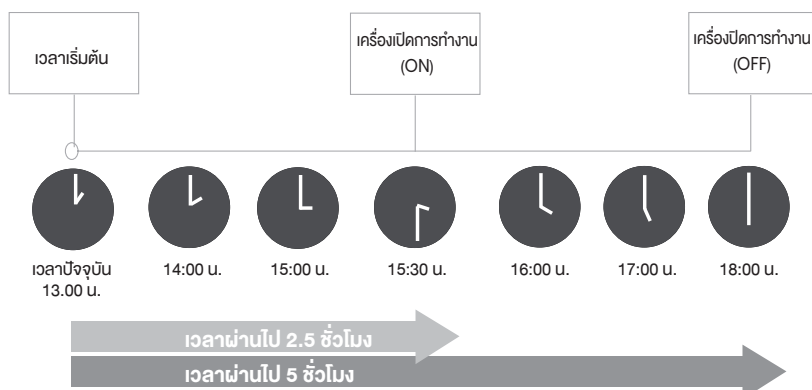 เวลาเริ่มต้น
เครื่องเปิดการทำงาน
(ON)
เครื่องปิดการทำงาน
(OFF)
เวลาปัจจุบัน
13.00 น.
14:00 น.
15:00 น.
15:30 น.
16:00 น.
17:00 น.
18:00 น.
เวลาผ่านไป 2.5 ชั่วโมง
เวลาผ่านไป 5 ชั่วโมง